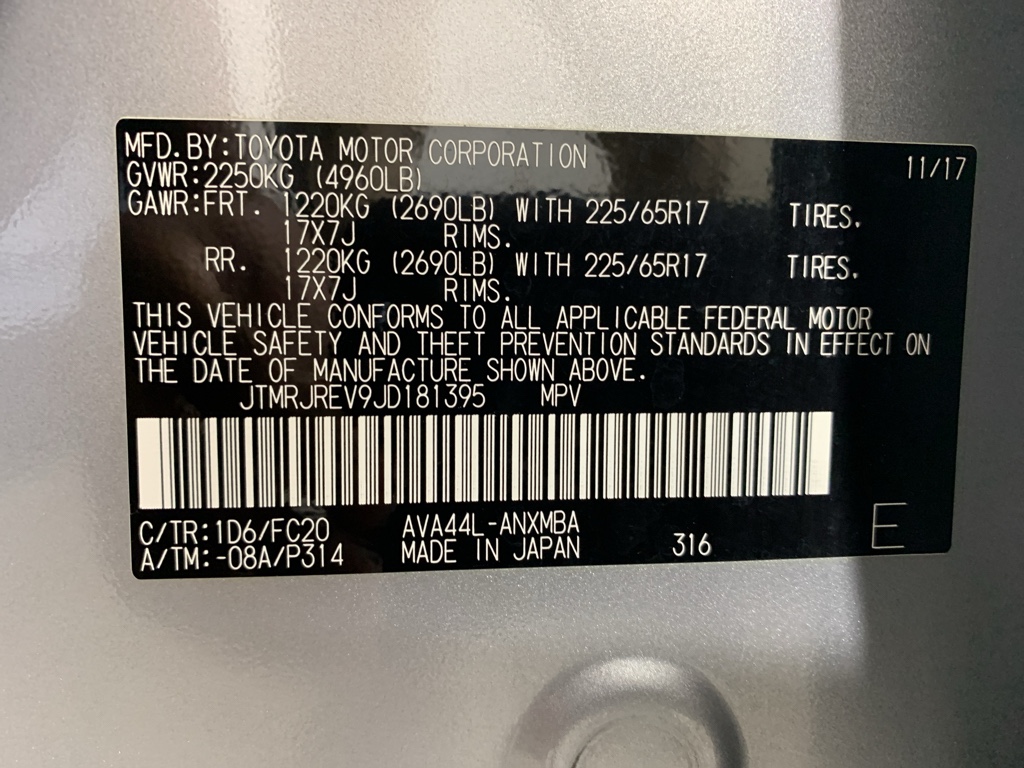 MFD.BY:TOYOTA MOTOR CORPORATION 11/17
GVWR:2250KG (4960LB)
GAWR:FRT. 1220KG (2690LB) WITH 225/65R17 TIRES.
17X7J RIMS.
RR. 1220KG (2690LB) WITH 225/65R17 TIRES.
17X7J RIMS.
THIS VEHICLE CONFORMS TO ALL APPLICABLE FEDERAL MOTOR
VEHICLE SAFETY AND THEFT PREVENTION STANDARDS IN EFFECT ON
THE DATE OF MANUFACTURE SHOWN ABOVE.
JTMRJREV9JD181395 MPV
C/TR:1D6/FC20 AVA44L-ANXMBA E
A/TM:-08A/P314 MADE IN JAPAN 316